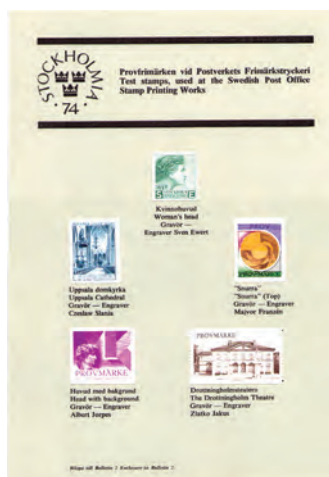 STOCKHOLMIA
74
Provfrimärken vid Postverkets Frimärkstryckeri
Test stamps, used at the Swedish Post Office
Stamp Printing Works
Kvinnohuvud
Woman's head
Gravör —
Engraver Sven Ewert
Uppsala domkyrka
Uppsala Cathedral
Gravör — Engraver
Czesław Słania
PROV
PROVMÄRKE
"Snurra"
"Snurra" (Top)
Gravör — Engraver
Majvor Franzén
PROVMÄRKE
Huvud med bakgrund
Head with background
Gravör — Engraver
Albert Jorpes
PROVMÄRKE
Drottningholmsteatern
The Drottningholm Theatre
Gravör — Engraver
Zlatko Jakus
Bilaga till Bulletin 2 Enclosure to Bulletin 2